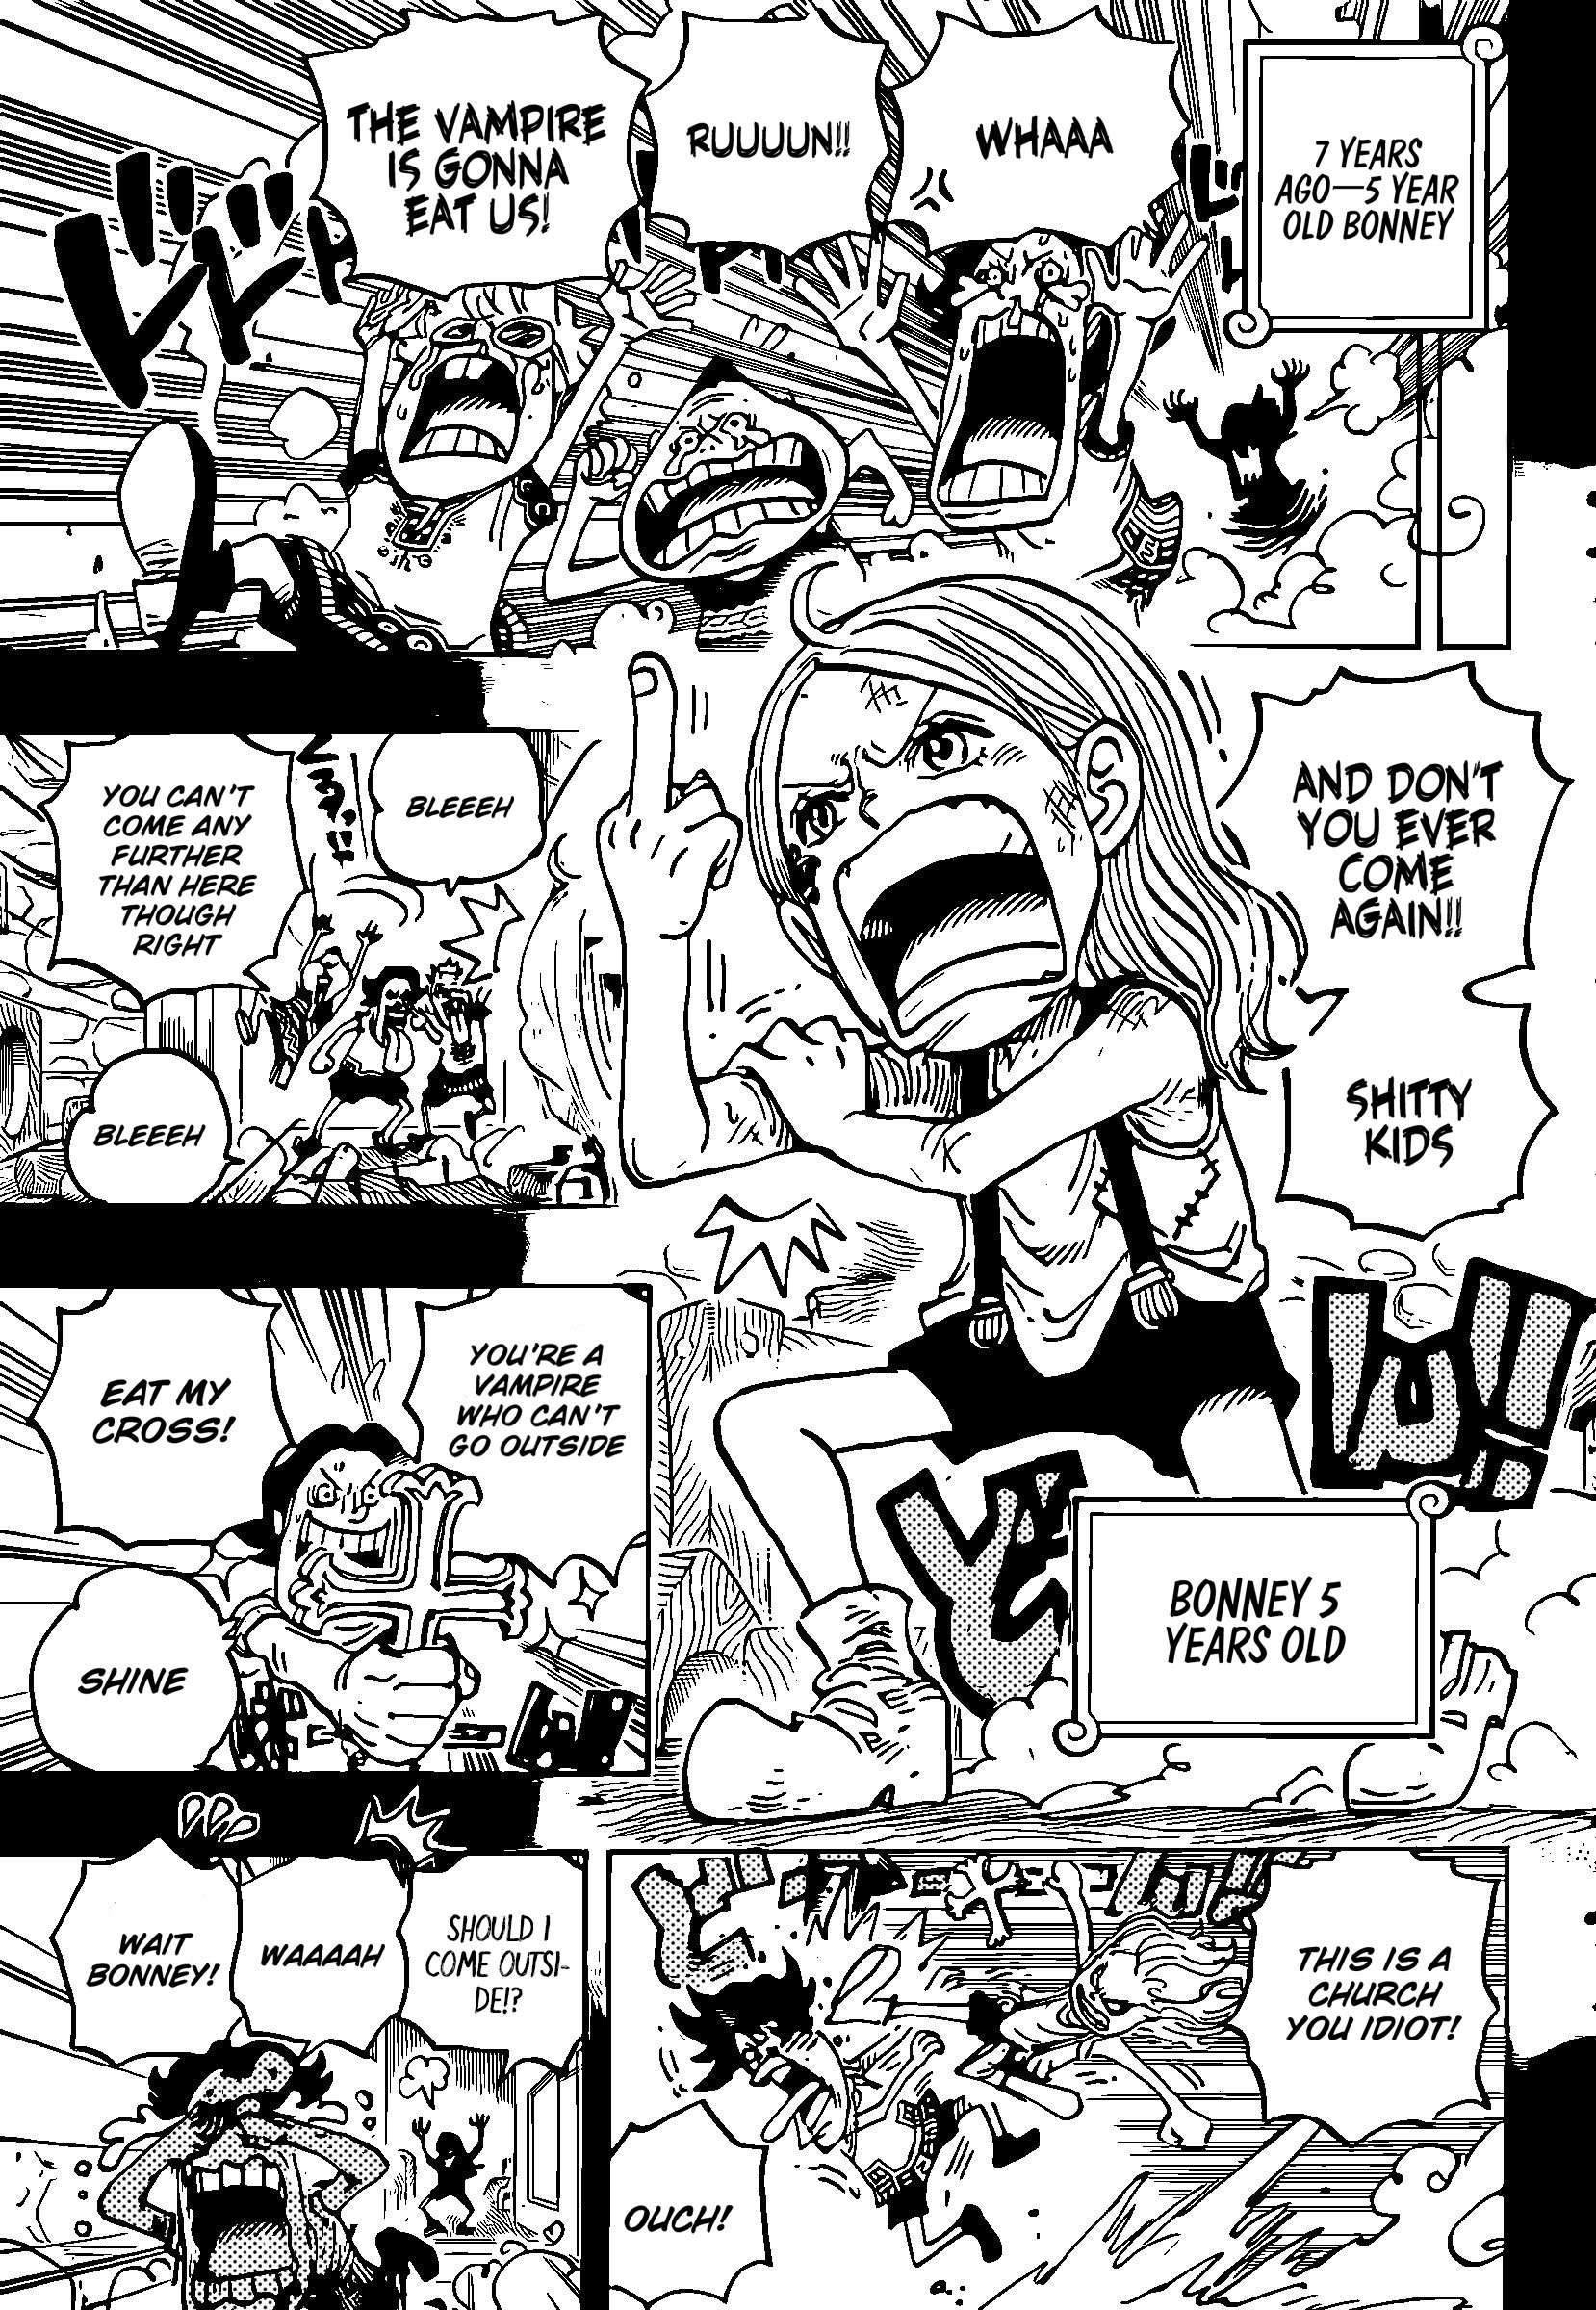 7 YEARS
AGO—5 YEAR
OLD BONNEY
WHAAA
RUUUUN!!
THE VAMPIRE
IS GONNA
EAT US!
ドドド
AND DON'T
YOU EVER
COME
AGAIN!!
SHITTY
KIDS
BONNEY 5
YEARS OLD
BLEEEH
YOU CAN'T
COME ANY
FURTHER
THAN HERE
THOUGH
RIGHT
BLEEEH
YOU'RE A
VAMPIRE
WHO CAN'T
GO OUTSIDE
EAT MY
CROSS!
SHINE
THIS IS A
CHURCH
YOU IDIOT!
OUCH!
SHOULD I
COME OUTSI-
DE!?
WAAAAH
WAIT
BONNEY!